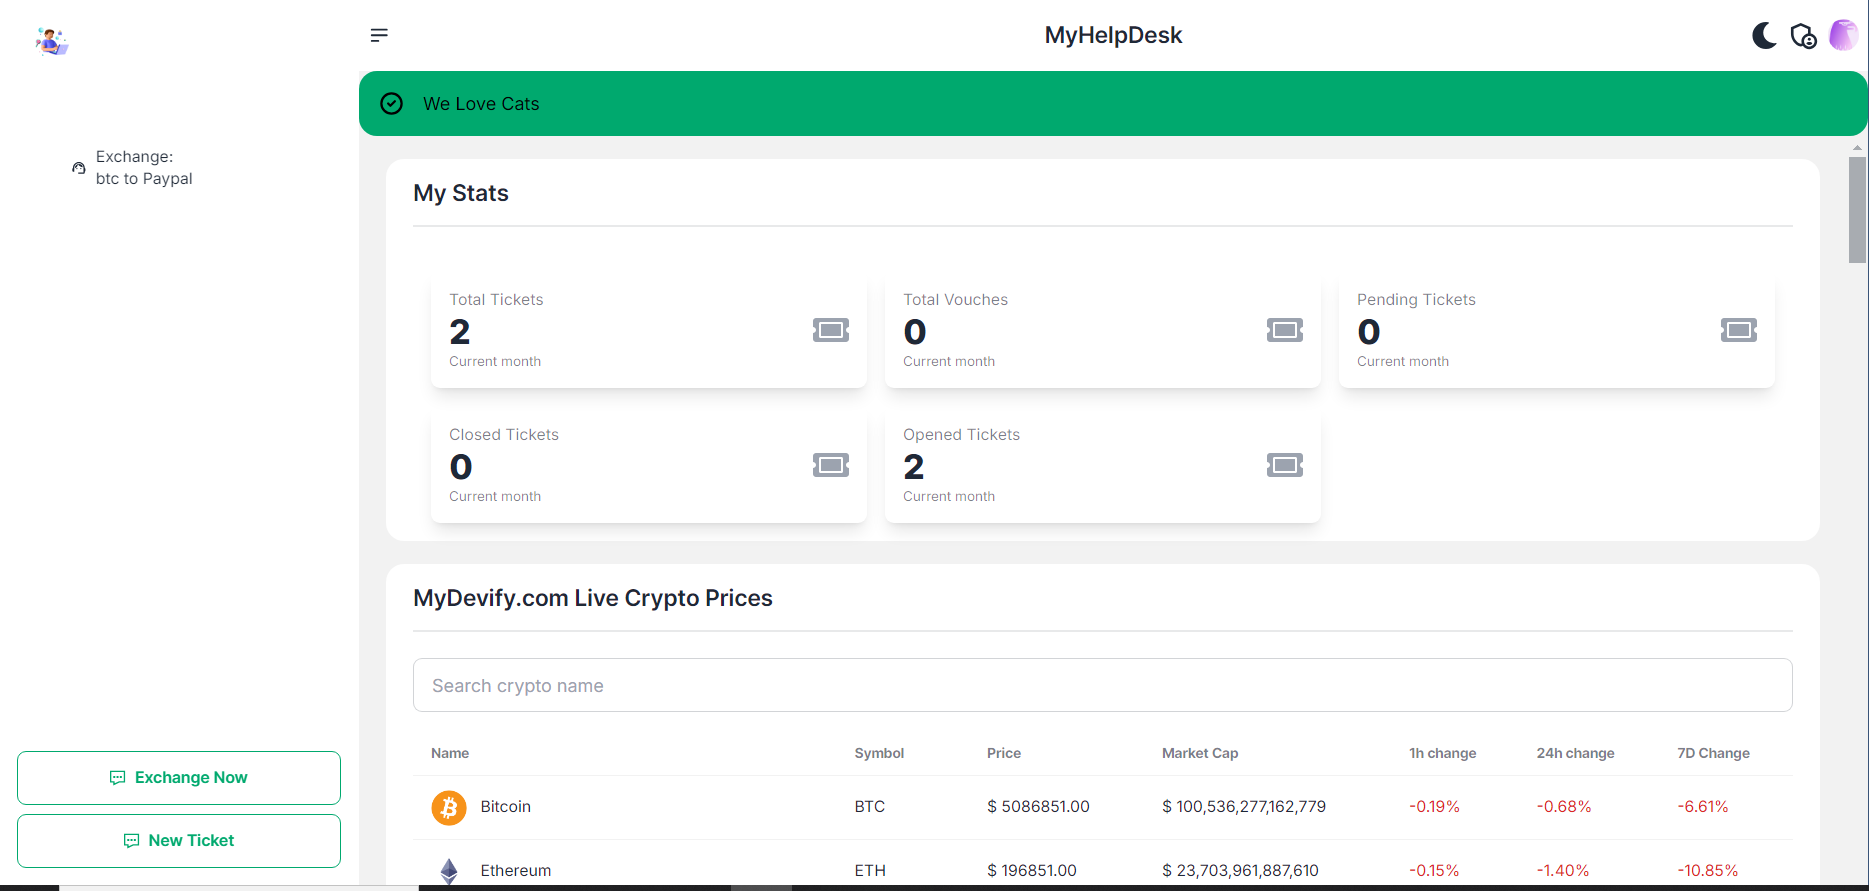 MyHelpDesk
We Love Cats
Exchange:
btc to Paypal
My Stats
Total Tickets
2
Current month
Total Vouches
0
Current month
Pending Tickets
0
Current month
Closed Tickets
0
Current month
Opened Tickets
2
Current month
MyDevify.com Live Crypto Prices
Search crypto name
Name Symbol Price Market Cap 1h change 24h change 7D Change
Bitcoin BTC $ 5086851.00 $ 100,536,277,162,779 -0.19% -0.68% -6.61%
Ethereum ETH $ 196851.00 $ 23,703,961,887,610 -0.15% -1.40% -10.85%
Exchange Now
New Ticket